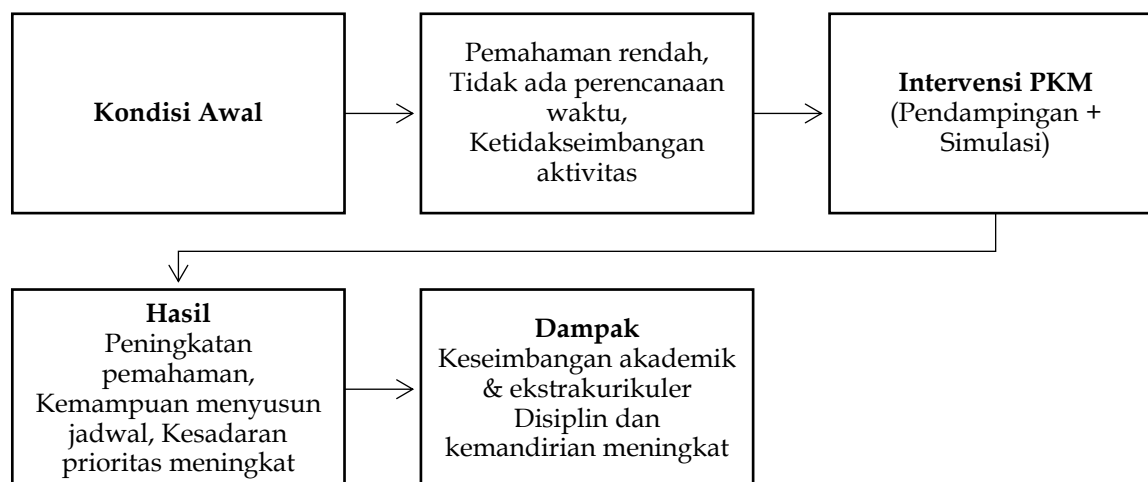 Kondisi Awal
Pemahaman rendah,
Tidak ada perencanaan
waktu,
Ketidakseimbangan
aktivitas
Intervensi PKM
(Pendampingan +
Simulasi)
Hasil
Peningkatan
pemahaman,
Kemampuan menyusun
jadwal, Kesadaran
prioritas meningkat
Dampak
Keseimbangan akademik
& ekstrakurikuler
Disiplin dan
kemandirian meningkat